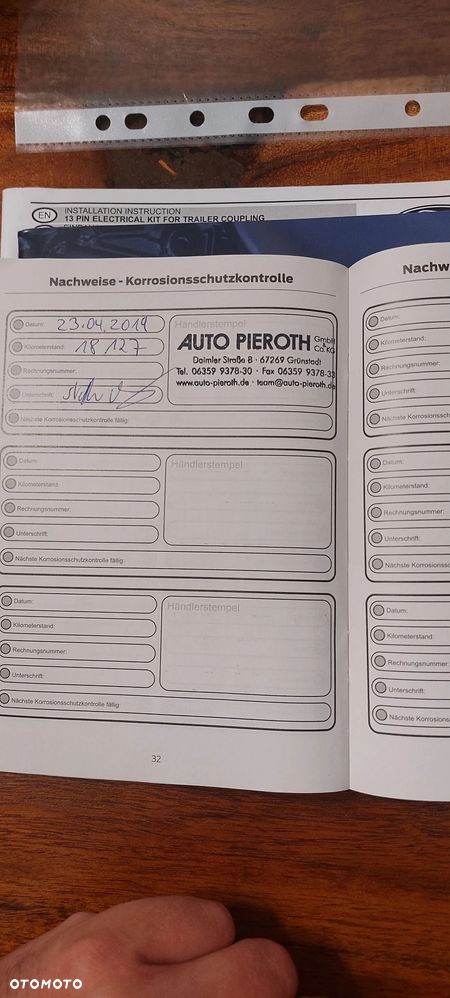 EN INSTALLATION INSTRUCTION
13 PIN ELECTRICAL KIT FOR TRAILER COUPLING
Nachweise - Korrosionsschutzkontrolle
Datum: 23.04.2019
Kilometerstand: 18 127
Rechnungsnummer:
Unterschrift:
Nächste Korrosionsschutzkontrolle fällig:
Händlerstempel
AUTO PIEROTH GmbH & Co. KG
Daimler Straße 8 · 67269 Grünstadt
Tel. 06359 9378-30 · Fax 06359 9378-33
www.auto-pieroth.de · team@auto-pieroth.de
Datum:
Kilometerstand:
Rechnungsnummer:
Unterschrift:
Nächste Korrosionsschutzkontrolle fällig:
Händlerstempel
Datum:
Kilometerstand:
Rechnungsnummer:
Unterschrift:
Nächste Korrosionsschutzkontrolle fällig:
Händlerstempel
32
Nachw
Datum:
Kilometerstand:
Rechnungsnummer:
Unterschrift:
Nächste Korrosionssch
Datum:
Kilometerstand:
Rechnungsnummer:
Unterschrift:
Nächste Korrosionssc
Datum:
Kilometerstand:
Rechnungsnummer:
Unterschrift:
Nächste Korrosion
OTOMOTO